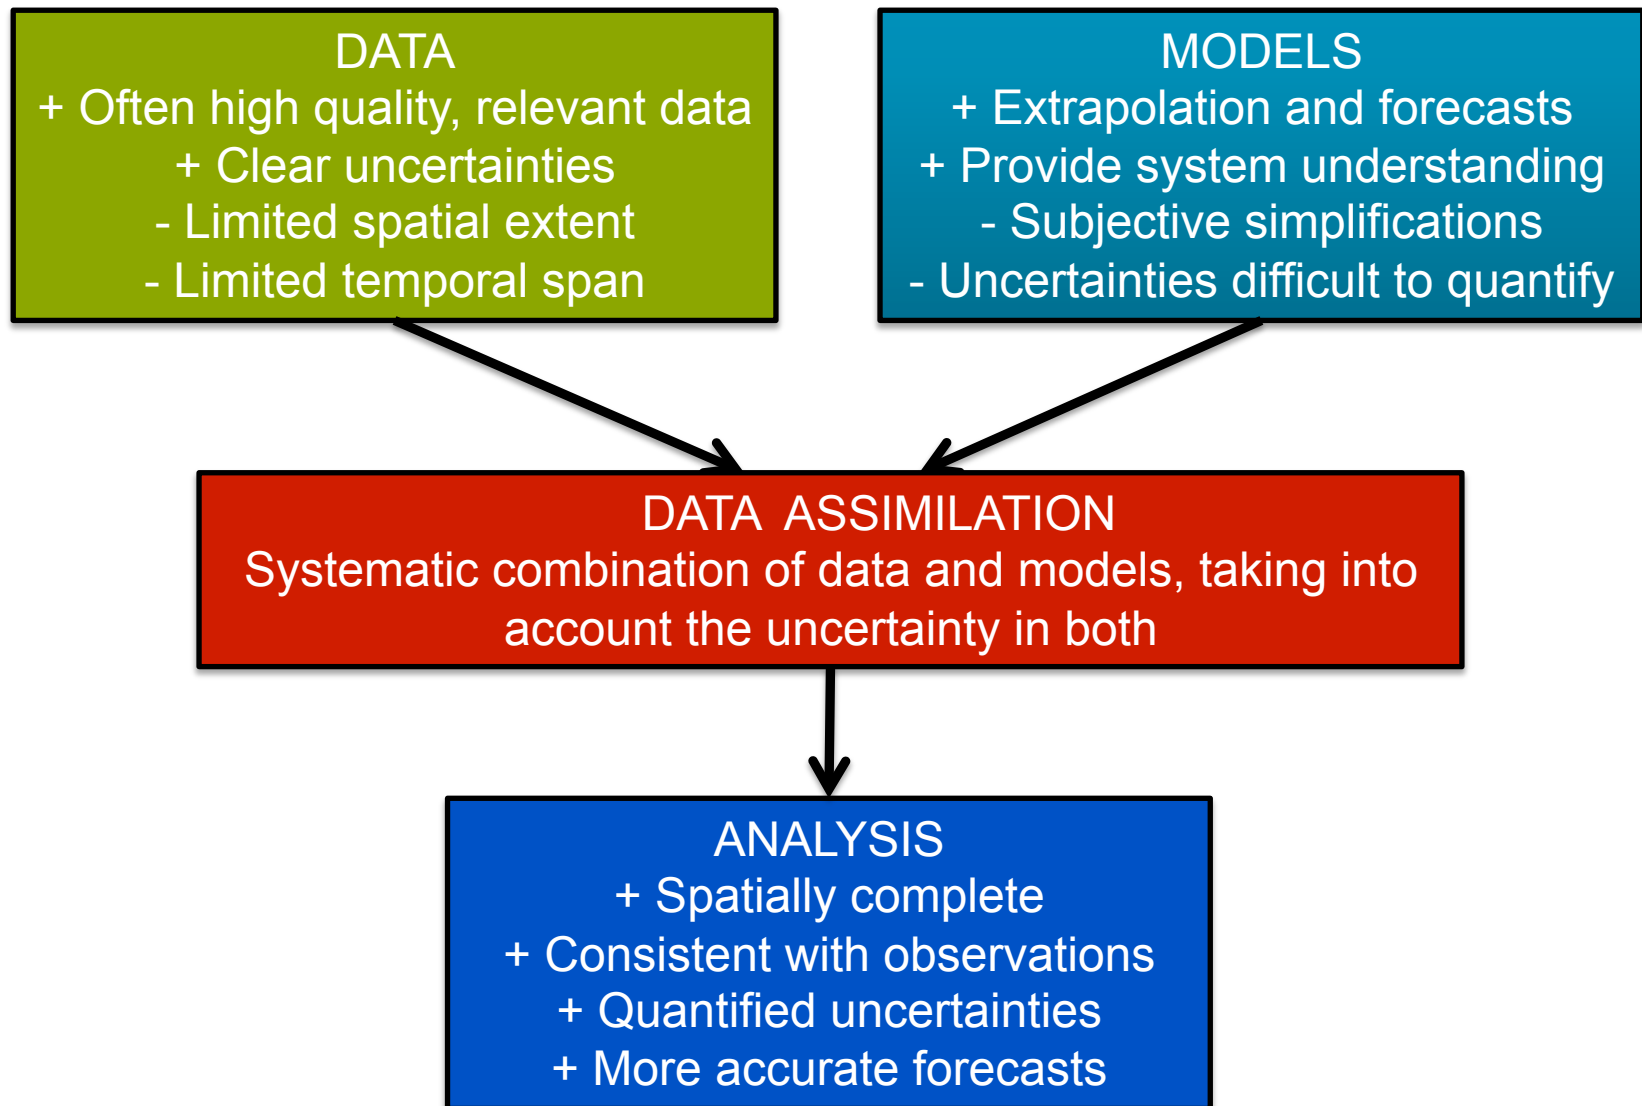 DATA
+ Often high quality, relevant data
+ Clear uncertainties
- Limited spatial extent
- Limited temporal span
MODELS
+ Extrapolation and forecasts
+ Provide system understanding
- Subjective simplifications
- Uncertainties difficult to quantify
DATA ASSIMILATION
Systematic combination of data and models, taking into
account the uncertainty in both
ANALYSIS
+ Spatially complete
+ Consistent with observations
+ Quantified uncertainties
+ More accurate forecasts